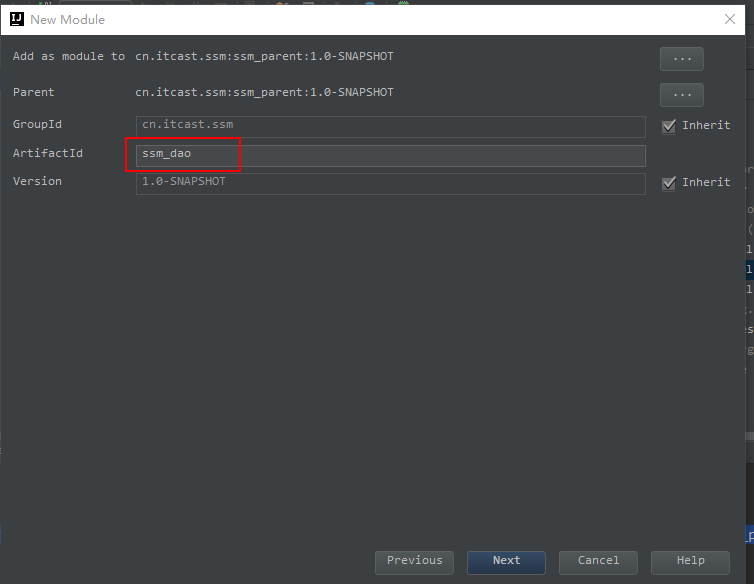 IJ New Module
Add as module to cn.itcast.ssm:ssm_parent:1.0-SNAPSHOT ...
Parent cn.itcast.ssm:ssm_parent:1.0-SNAPSHOT ...
GroupId cn.itcast.ssm Inherit
ArtifactId ssm_dao
Version 1.0-SNAPSHOT Inherit
Previous Next Cancel Help